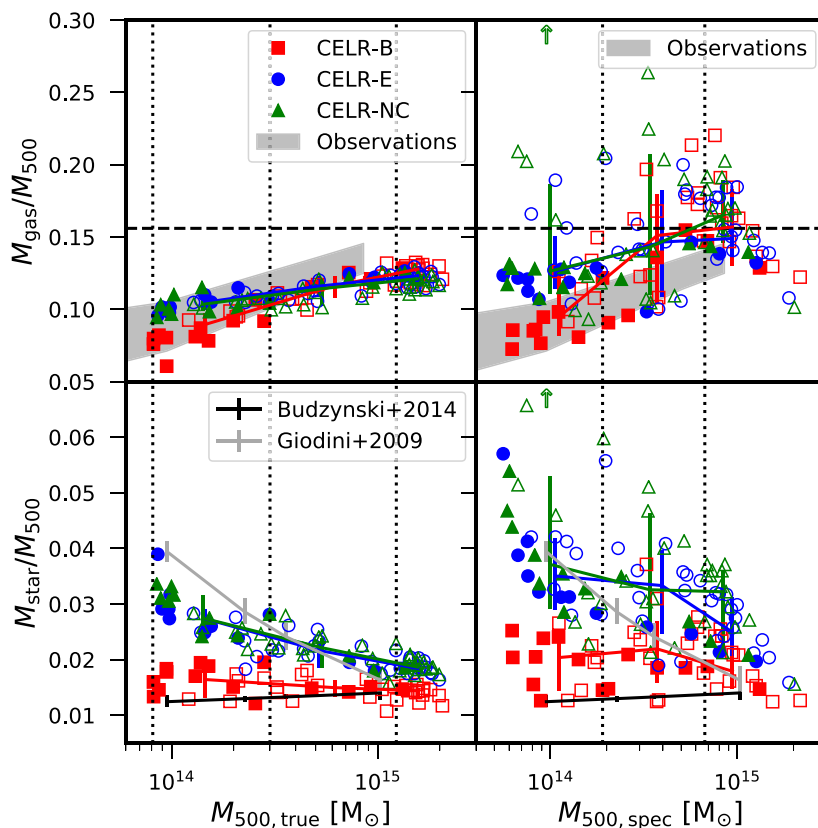 0.30
0.25
0.20
0.15
0.10
0.05
M_gas/M_500
CELR-B
CELR-E
CELR-NC
Observations
Observations
0.06
0.05
0.04
0.03
0.02
0.01
M_star/M_500
Budzynski+2014
Giodini+2009
10^14
10^15
10^14
10^15
M_500, true [M_⊙]
M_500, spec [M_⊙]